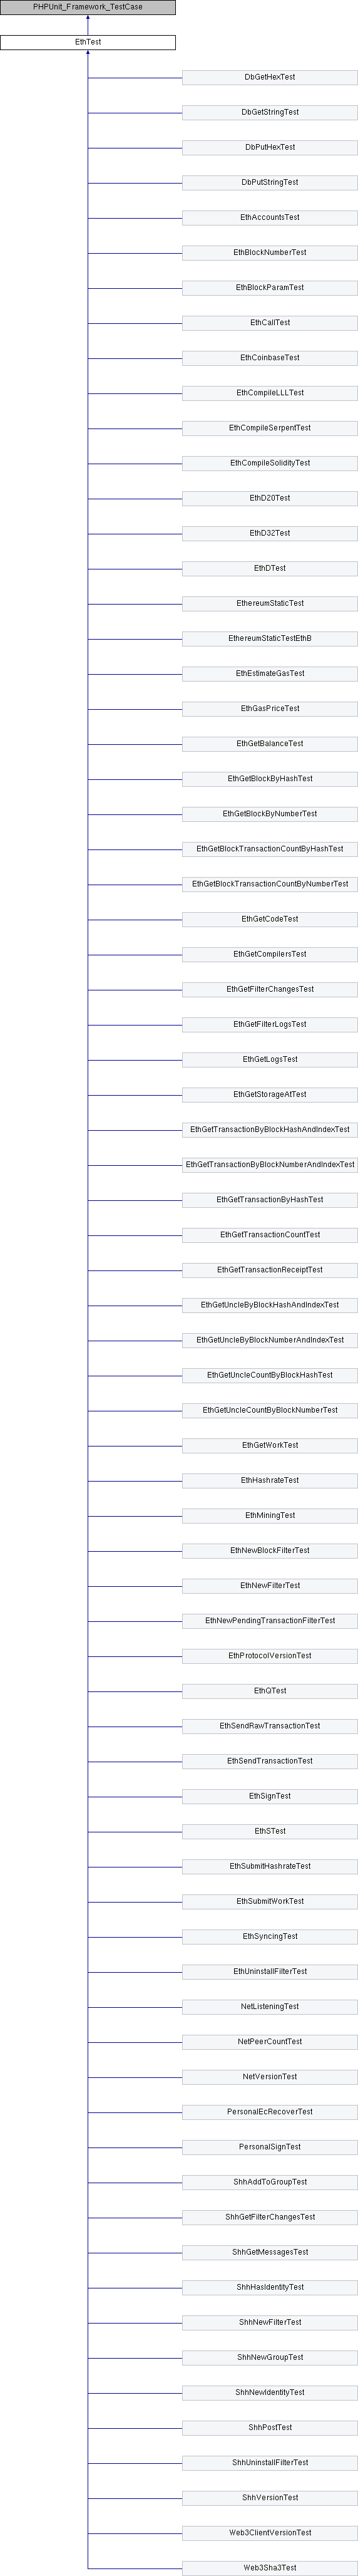 PHPUnit_Framework_TestCase
EthTest
DbGetHexTest
DbGetStringTest
DbPutHexTest
DbPutStringTest
EthAccountsTest
EthBlockNumberTest
EthBlockParamTest
EthCallTest
EthCoinbaseTest
EthCompileLLLTest
EthCompileSerpentTest
EthCompileSolidityTest
EthD20Test
EthD32Test
EthDTest
EthereumStaticTest
EthereumStaticTestEthB
EthEstimateGasTest
EthGasPriceTest
EthGetBalanceTest
EthGetBlockByHashTest
EthGetBlockByNumberTest
EthGetBlockTransactionCountByHashTest
EthGetBlockTransactionCountByNumberTest
EthGetCodeTest
EthGetCompilersTest
EthGetFilterChangesTest
EthGetFilterLogsTest
EthGetLogsTest
EthGetStorageAtTest
EthGetTransactionByBlockHashAndIndexTest
EthGetTransactionByBlockNumberAndIndexTest
EthGetTransactionByHashTest
EthGetTransactionCountTest
EthGetTransactionReceiptTest
EthGetUncleByBlockHashAndIndexTest
EthGetUncleByBlockNumberAndIndexTest
EthGetUncleCountByBlockHashTest
EthGetUncleCountByBlockNumberTest
EthGetWorkTest
EthHashrateTest
EthMiningTest
EthNewBlockFilterTest
EthNewFilterTest
EthNewPendingTransactionFilterTest
EthProtocolVersionTest
EthQTest
EthSendRawTransactionTest
EthSendTransactionTest
EthSignTest
EthSTest
EthSubmitHashrateTest
EthSubmitWorkTest
EthSyncingTest
EthUninstallFilterTest
NetListeningTest
NetPeerCountTest
NetVersionTest
PersonalEcRecoverTest
PersonalSignTest
ShhAddToGroupTest
ShhGetFilterChangesTest
ShhGetMessagesTest
ShhHasIdentityTest
ShhNewFilterTest
ShhNewGroupTest
ShhNewIdentityTest
ShhPostTest
ShhUninstallFilterTest
ShhVersionTest
Web3ClientVersionTest
Web3Sha3Test